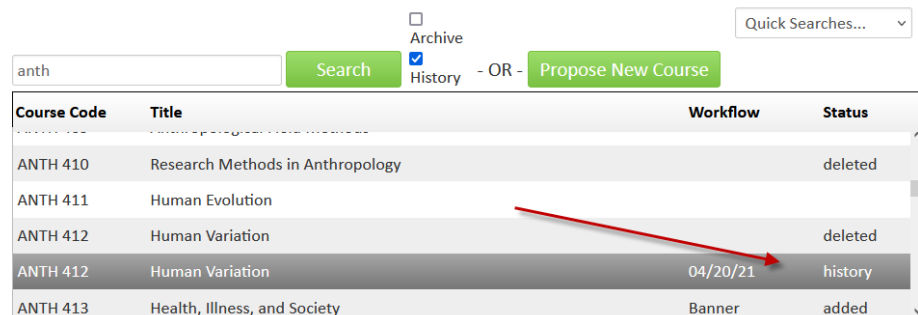 Archive
Quick Searches...
anth
Search
History
- OR -
Propose New Course
Course Code Title Workflow Status
ANTH 410 Research Methods in Anthropology deleted
ANTH 411 Human Evolution
ANTH 412 Human Variation deleted
ANTH 412 Human Variation 04/20/21 history
ANTH 413 Health, Illness, and Society Banner added